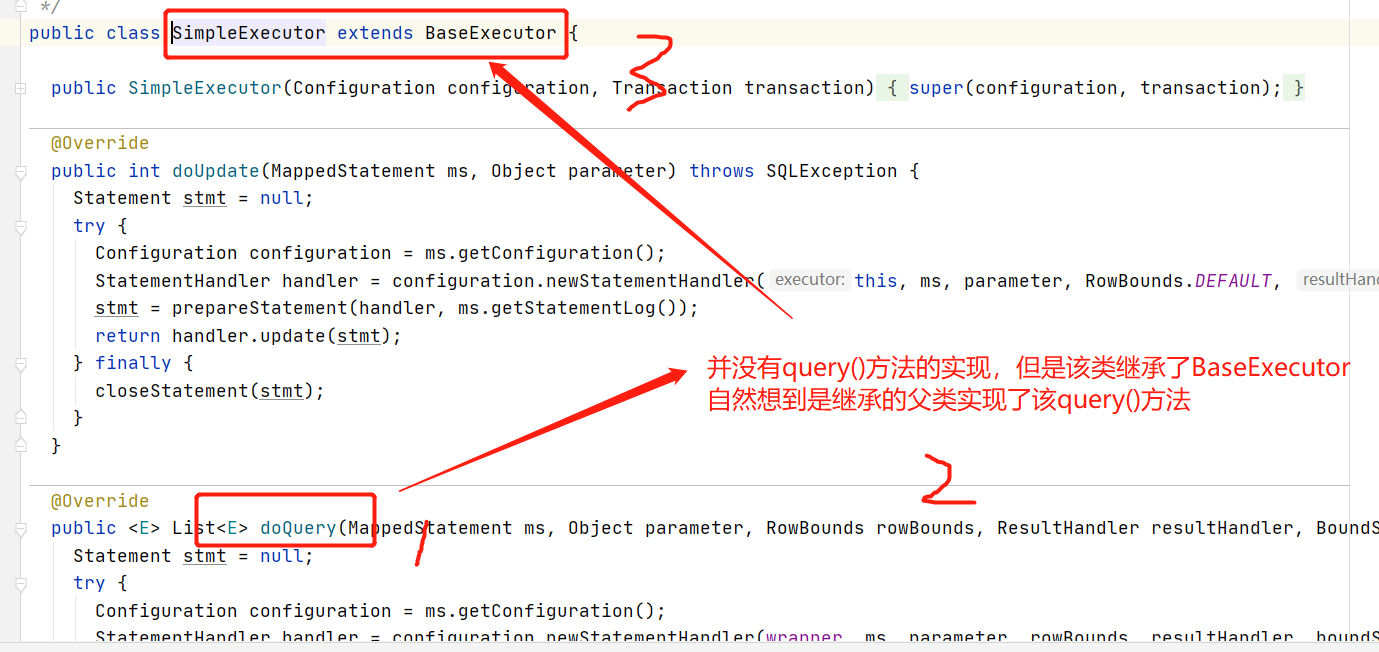 */
public class SimpleExecutor extends BaseExecutor {
3
public SimpleExecutor(Configuration configuration, Transaction transaction) { super(configuration, transaction); }
@Override
public int doUpdate(MappedStatement ms, Object parameter) throws SQLException {
Statement stmt = null;
try {
Configuration configuration = ms.getConfiguration();
StatementHandler handler = configuration.newStatementHandler( executor: this, ms, parameter, RowBounds.DEFAULT, resultHand
stmt = prepareStatement(handler, ms.getStatementLog());
return handler.update(stmt);
} finally {
并没有query()方法的实现，但是该类继承了BaseExecutor
closeStatement(stmt);
自然想到是继承的父类实现了该query()方法
}
}
2
@Override
public <E> List<E> doQuery(MappedStatement ms, Object parameter, RowBounds rowBounds, ResultHandler resultHandler, BoundS
1
Statement stmt = null;
try {
Configuration configuration = ms.getConfiguration();
StatementHandler handler = configuration.newStatementHandler(wrapper, ms, parameter, rowBounds, resultHandler, boundS